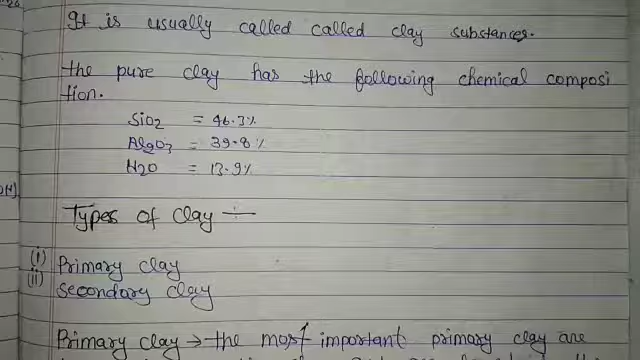 It is usually called called clay substances.
the pure clay has the following chemical composi
tion.
SiO2 = 46.3%
Al2O3 = 39.8%
H2O = 13.9%
Types of clay
(i) Primary clay
(ii) Secondary clay
Primary clay → the most important primary clay are